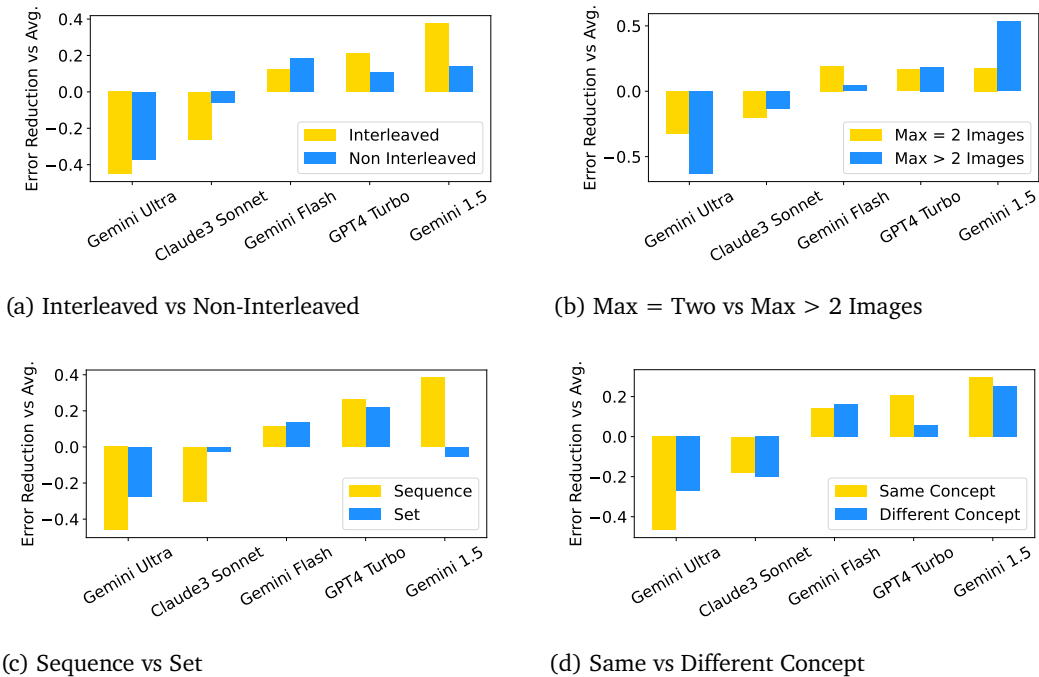 Error Reduction vs Avg.
0.4
0.2
0.0
−0.2
−0.4
Interleaved
Non Interleaved
Gemini Ultra
Claude3 Sonnet
Gemini Flash
GPT4 Turbo
Gemini 1.5
(a) Interleaved vs Non-Interleaved
Error Reduction vs Avg.
0.5
0.0
−0.5
Max = 2 Images
Max > 2 Images
Gemini Ultra
Claude3 Sonnet
Gemini Flash
GPT4 Turbo
Gemini 1.5
(b) Max = Two vs Max > 2 Images
Error Reduction vs Avg.
0.4
0.2
0.0
−0.2
−0.4
Sequence
Set
Gemini Ultra
Claude3 Sonnet
Gemini Flash
GPT4 Turbo
Gemini 1.5
(c) Sequence vs Set
Error Reduction vs Avg.
0.2
0.0
−0.2
−0.4
Same Concept
Different Concept
Gemini Ultra
Claude3 Sonnet
Gemini Flash
GPT4 Turbo
Gemini 1.5
(d) Same vs Different Concept